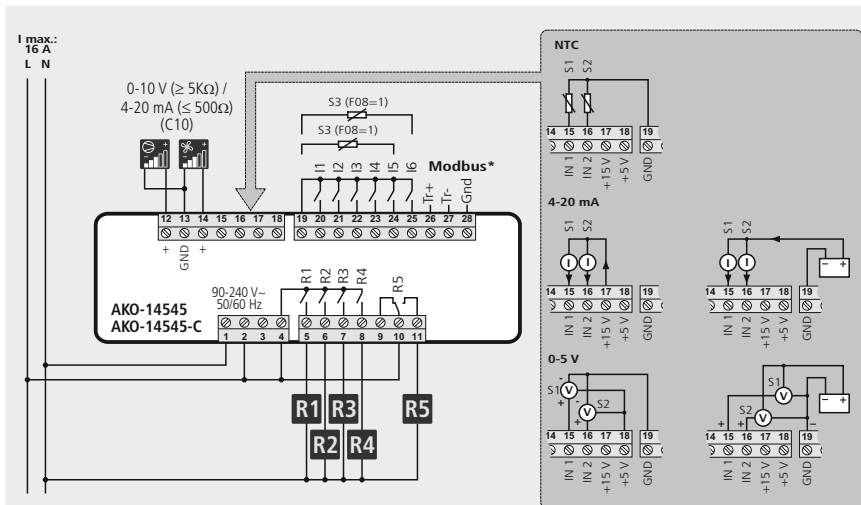 I max.:
16 A
L N
0-10 V (≥ 5KΩ) /
4-20 mA (≤ 500Ω)
(C10)
- +
- +
S3 (F08=1)
S3 (F08=1)
I1 I2 I3 I4 I5 I6
Modbus*
Tr+ Tr- Gnd
12 13 14 15 16 17 18
19 20 21 22 23 24 25 26 27 28
+ GND +
90-240 V~
50/60 Hz
R1 R2 R3 R4 R5
AKO-14545
AKO-14545-C
1 2 3 4
5 6 7 8 9 10 11
R1 R3 R5
R2 R4
NTC
S1 S2
14 15 16 17 18 19
IN 1 IN 2 +15 V +5 V GND
4-20 mA
S1 S2
I I
14 15 16 17 18 19
IN 1 IN 2 +15 V +5 V GND
S1 S2
I I
- +
14 15 16 17 18 19
IN 1 IN 2 +15 V +5 V GND
0-5 V
-
S1 V
+
- S2
V
+
14 15 16 17 18 19
IN 1 IN 2 +15 V +5 V GND
S1
V
S2
V
- +
+ + -
14 15 16 17 18 19
IN 1 IN 2 +15 V +5 V GND